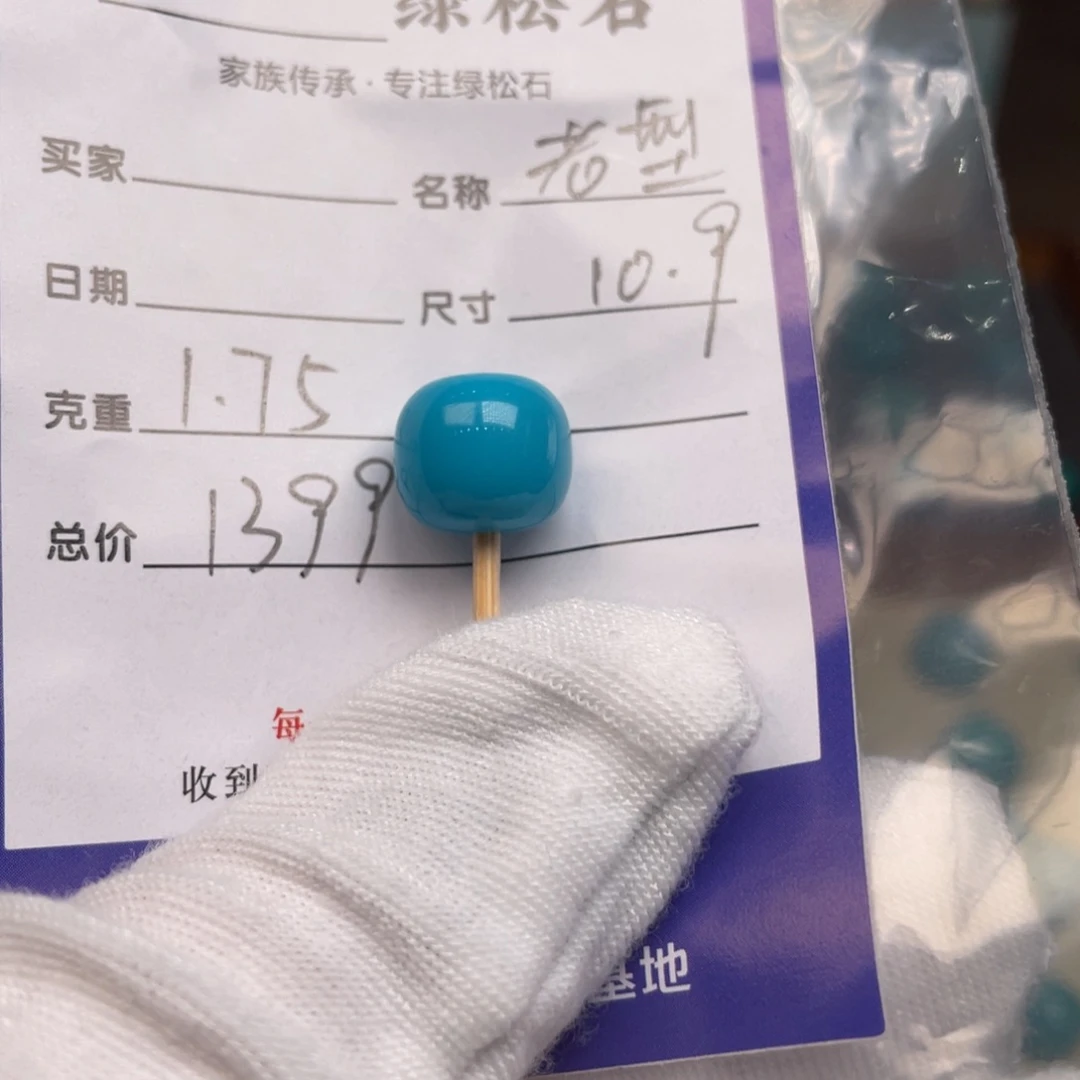 绿松石
家族传承·专注绿松石
买家 名称 老型
日期 尺寸 10.9
克重 1.75
总价 1399
每
收到
基地